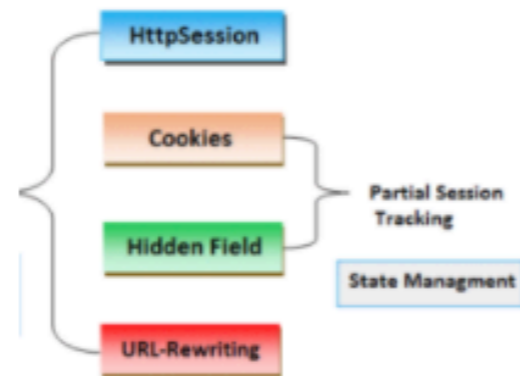 HttpSession
Cookies
Partial Session
Tracking
Hidden Field
State Managment
URL-Rewriting